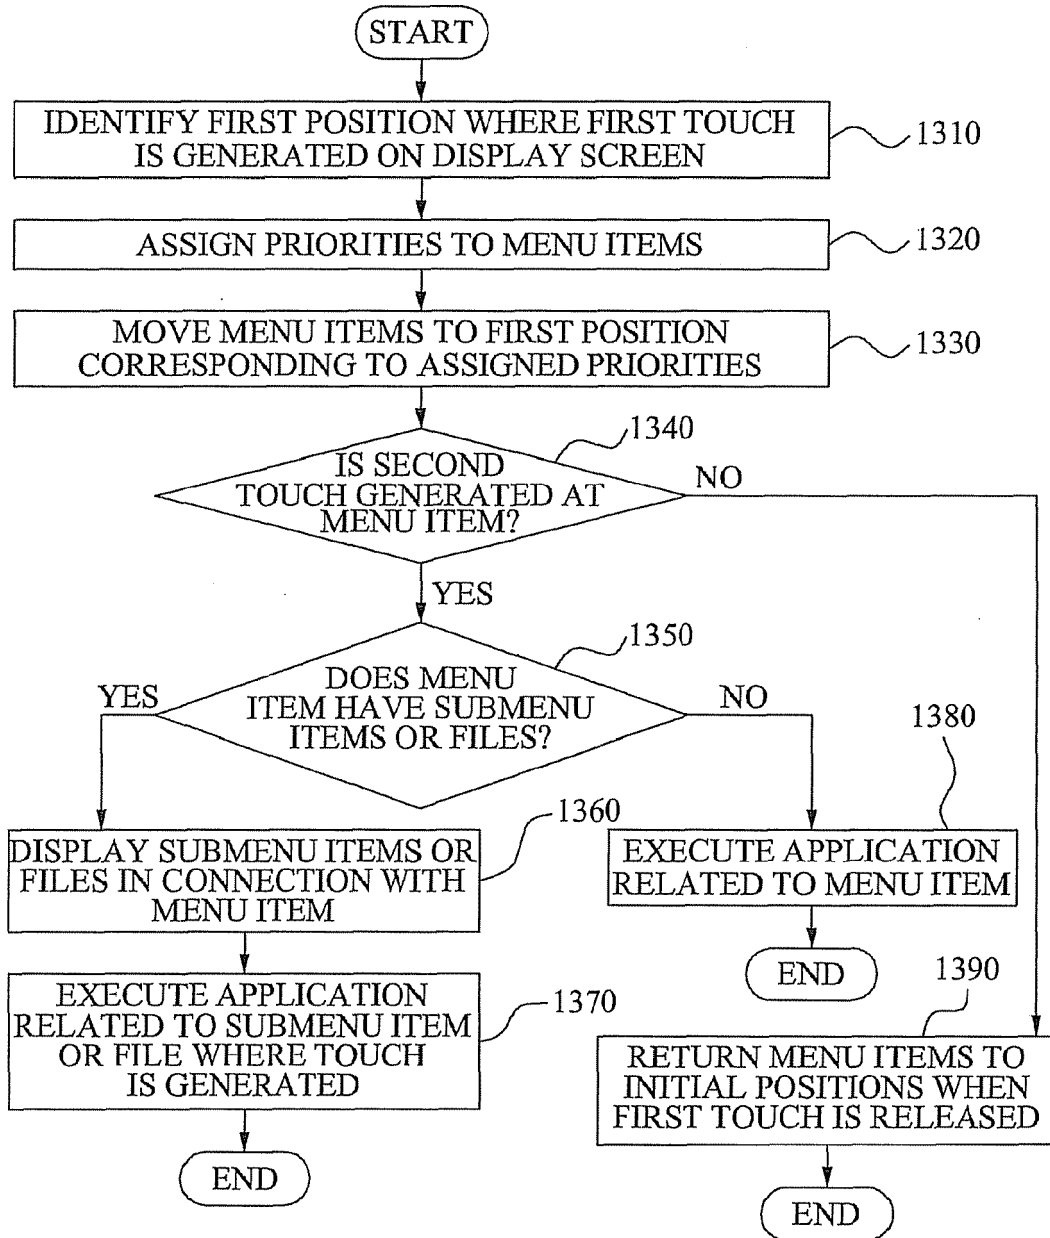 START
IDENTIFY FIRST POSITION WHERE FIRST TOUCH
IS GENERATED ON DISPLAY SCREEN
1310
ASSIGN PRIORITIES TO MENU ITEMS
1320
MOVE MENU ITEMS TO FIRST POSITION
CORRESPONDING TO ASSIGNED PRIORITIES
1330
1340
IS SECOND
TOUCH GENERATED AT
MENU ITEM?
NO
YES
1350
DOES MENU
ITEM HAVE SUBMENU
ITEMS OR FILES?
YES
NO
1380
1360
DISPLAY SUBMENU ITEMS OR
FILES IN CONNECTION WITH
MENU ITEM
EXECUTE APPLICATION
RELATED TO MENU ITEM
END
1390
EXECUTE APPLICATION
RELATED TO SUBMENU ITEM
OR FILE WHERE TOUCH
IS GENERATED
1370
RETURN MENU ITEMS TO
INITIAL POSITIONS WHEN
FIRST TOUCH IS RELEASED
END
END